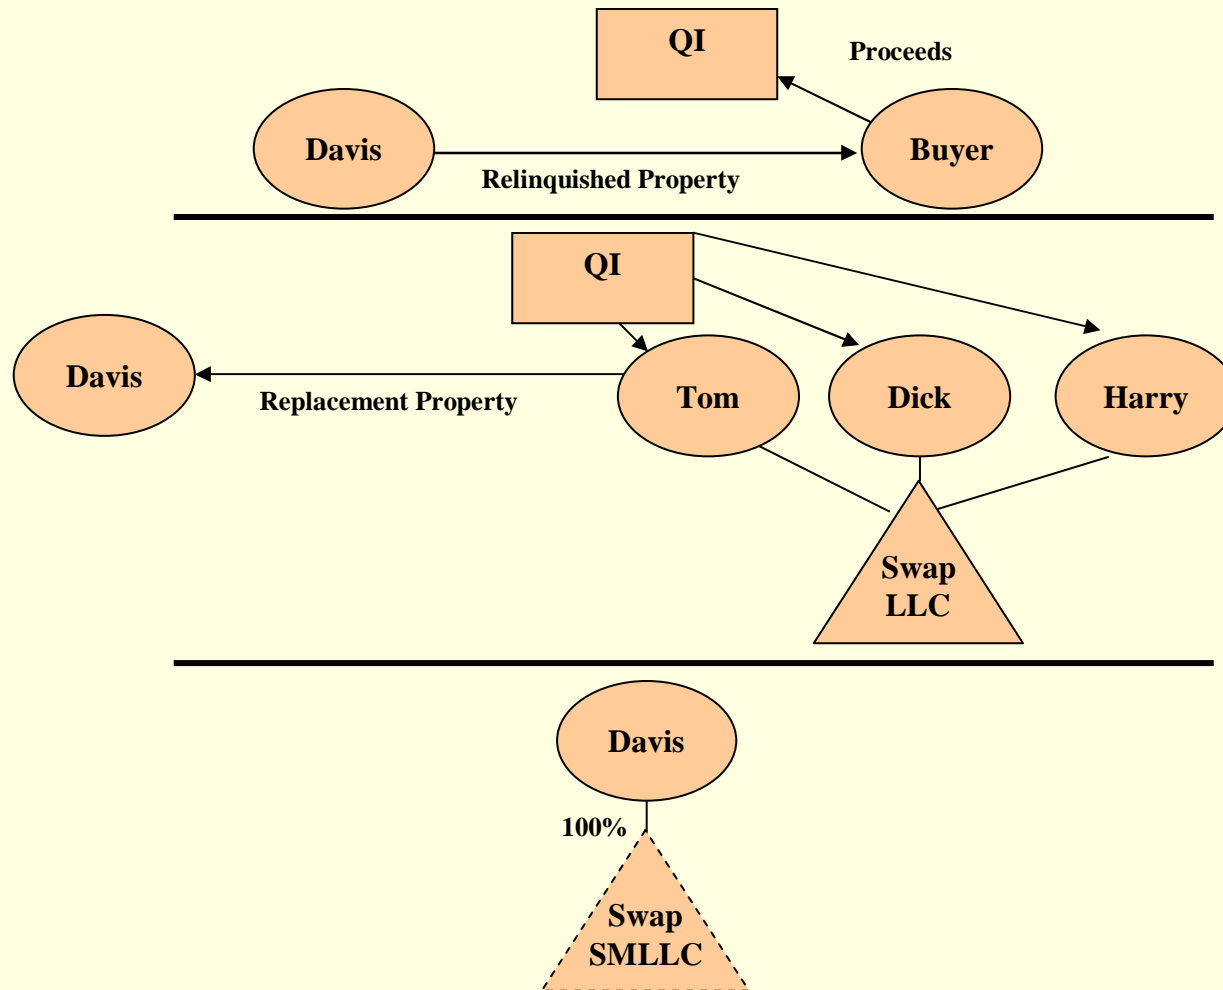 QI
Proceeds
Davis
Buyer
Relinquished Property
QI
Davis
Replacement Property
Tom
Dick
Harry
Swap
LLC
Davis
100%
Swap
SMLLC